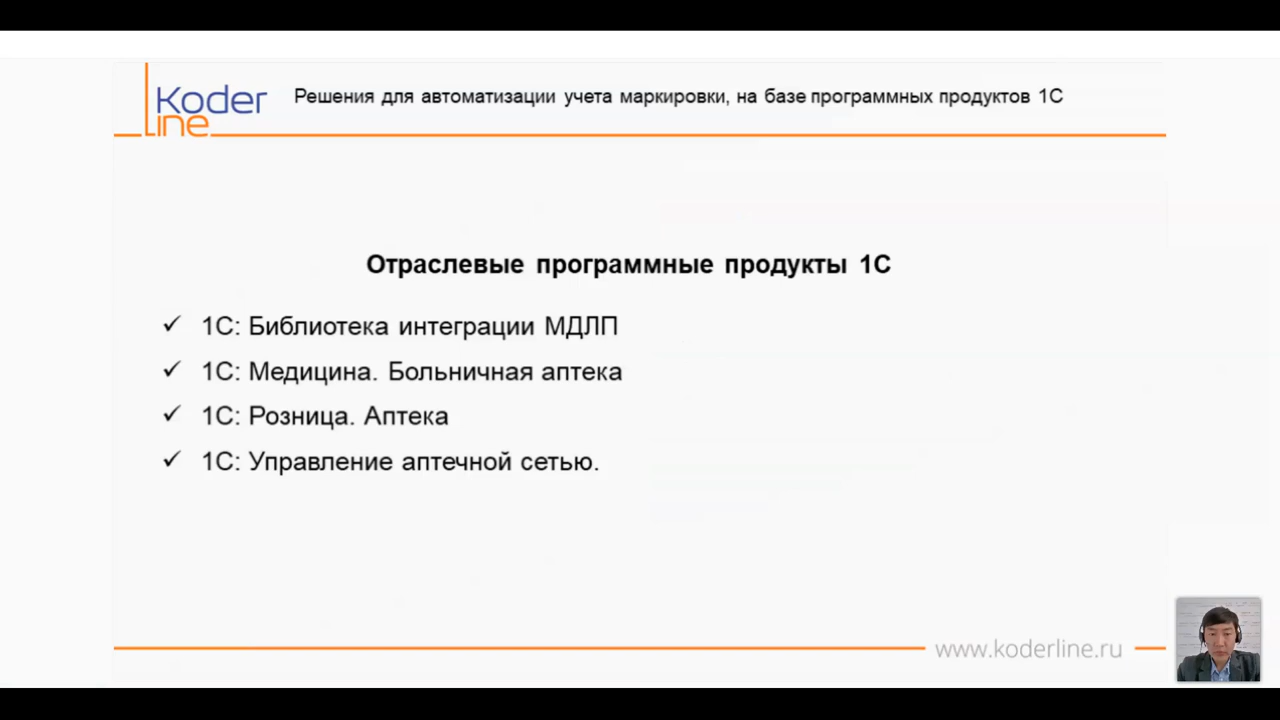 Koder
Line
Решения для автоматизации учета маркировки, на базе программных продуктов 1С
Отраслевые программные продукты 1С
✓ 1С: Библиотека интеграции МДЛП
✓ 1С: Медицина. Больничная аптека
✓ 1С: Розница. Аптека
✓ 1С: Управление аптечной сетью.
www.koderline.ru